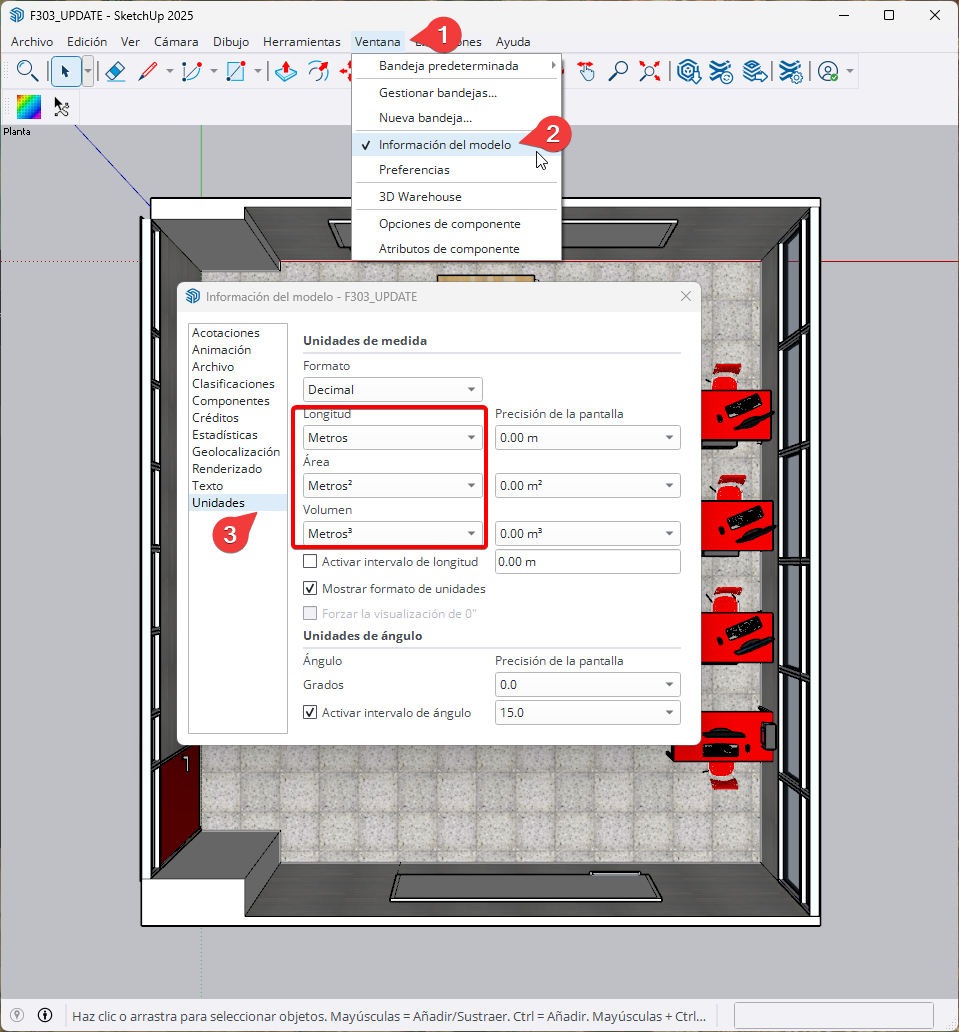 F303_UPDATE - SketchUp 2025
Archivo Edición Ver Cámara Dibujo Herramientas Ventana Ayuda
1
Bandeja predeterminada
Gestionar bandejas...
Nueva bandeja...
Planta
2
✓ Información del modelo
Preferencias
3D Warehouse
Opciones de componente
Atributos de componente
Información del modelo - F303_UPDATE
Acotaciones
Animación
Archivo
Clasificaciones
Componentes
Créditos
Estadísticas
Geolocalización
Renderizado
Texto
Unidades
3
Unidades de medida
Formato
Decimal
Longitud Precisión de la pantalla
Metros 0.00 m
Área
Metros² 0.00 m²
Volumen
Metros³ 0.00 m³
Activar intervalo de longitud 0.00 m
Mostrar formato de unidades
Forzar la visualización de 0"
Unidades de ángulo
Ángulo Precisión de la pantalla
Grados 0.0
Activar intervalo de ángulo 15.0
1
Haz clic o arrastra para seleccionar objetos. Mayúsculas = Añadir/Sustraer. Ctrl = Añadir. Mayúsculas + Ctrl...